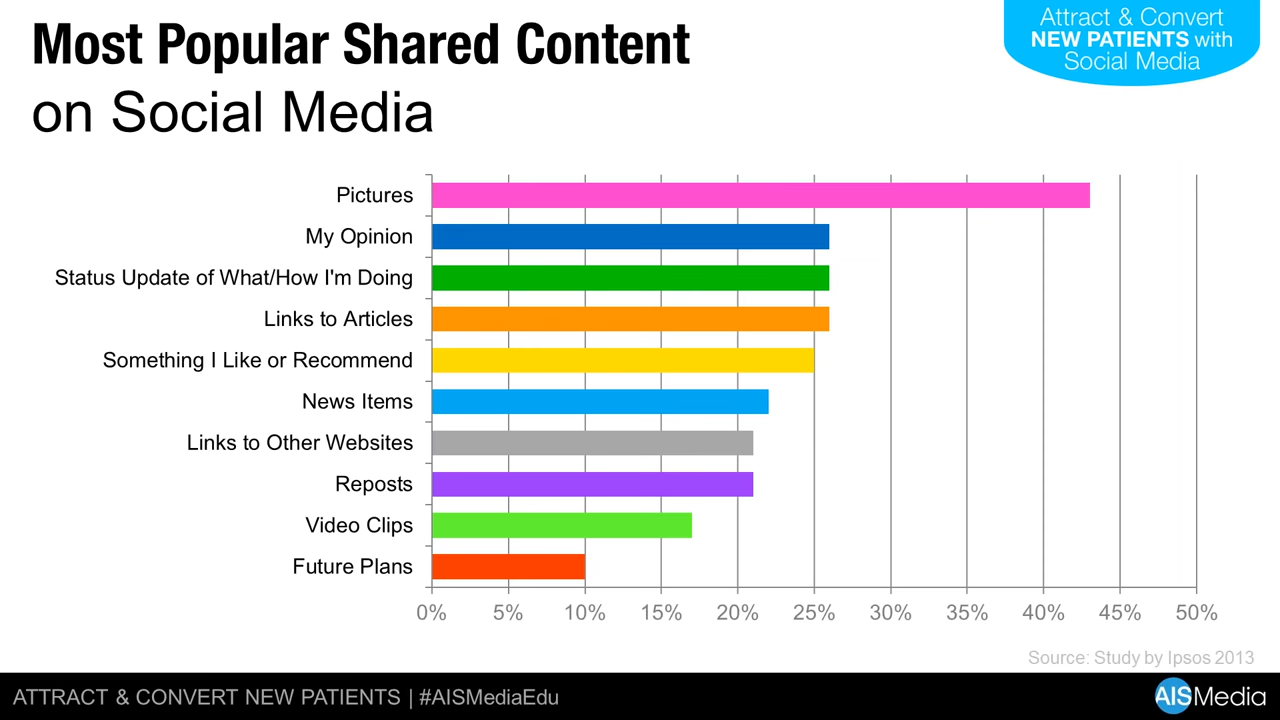 Most Popular Shared Content
on Social Media
Attract & Convert
NEW PATIENTS with
Social Media
Pictures
My Opinion
Status Update of What/How I'm Doing
Links to Articles
Something I Like or Recommend
News Items
Links to Other Websites
Reposts
Video Clips
Future Plans
0% 5% 10% 15% 20% 25% 30% 35% 40% 45% 50%
Source: Study by Ipsos 2013
ATTRACT & CONVERT NEW PATIENTS | #AISMediaEdu
AISMedia